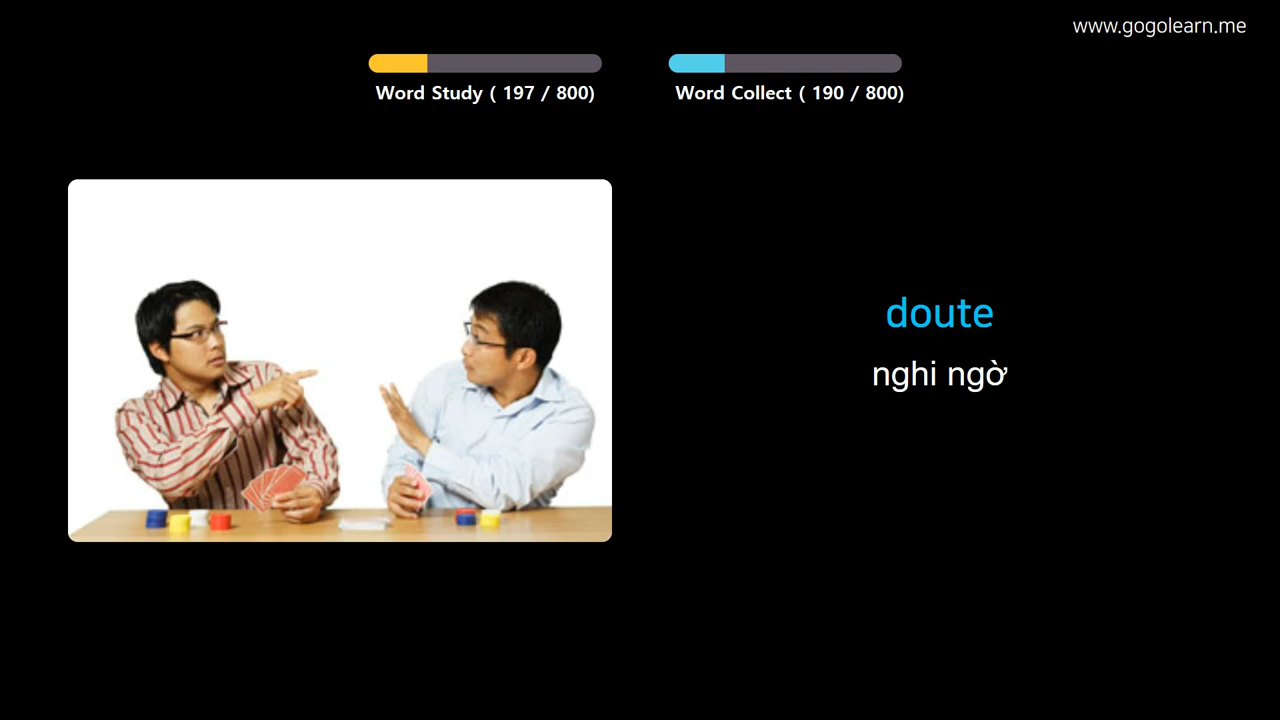 www.gogolearn.me
Word Study ( 197 / 800)
Word Collect ( 190 / 800)
doute
nghi ngờ